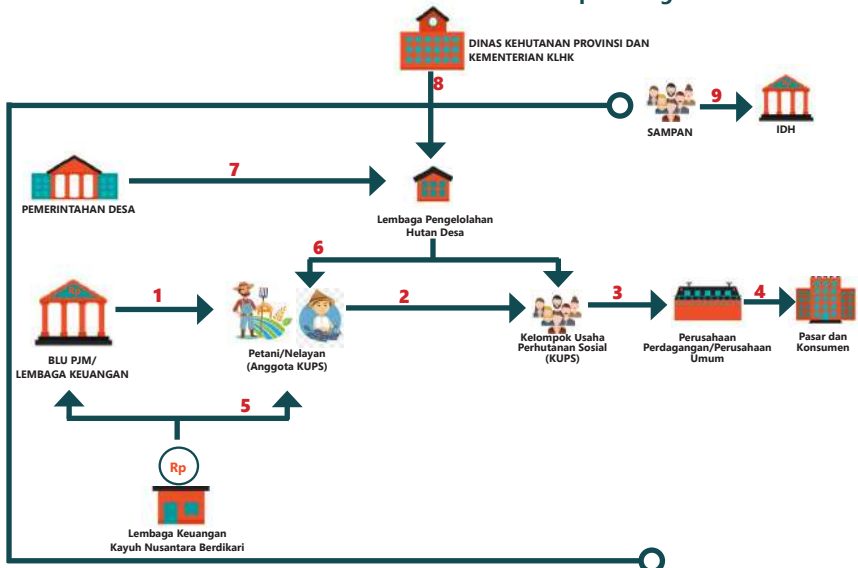 DINAS KEHUTANAN PROVINSI DAN
KEMENTERIAN KLHK
8
9
SAMPAN
IDH
7
PEMERINTAHAN DESA
Lembaga Pengelolahan
Hutan Desa
6
1
2
3
4
BLU PJM/
LEMBAGA KEUANGAN
Petani/Nelayan
(Anggota KUPS)
Kelompok Usaha
Perhutanan Sosial
(KUPS)
Perusahaan
Perdagangan/Perusahaan
Umum
Pasar dan
Konsumen
5
Rp
Lembaga Keuangan
Kayuh Nusantara Berdikari